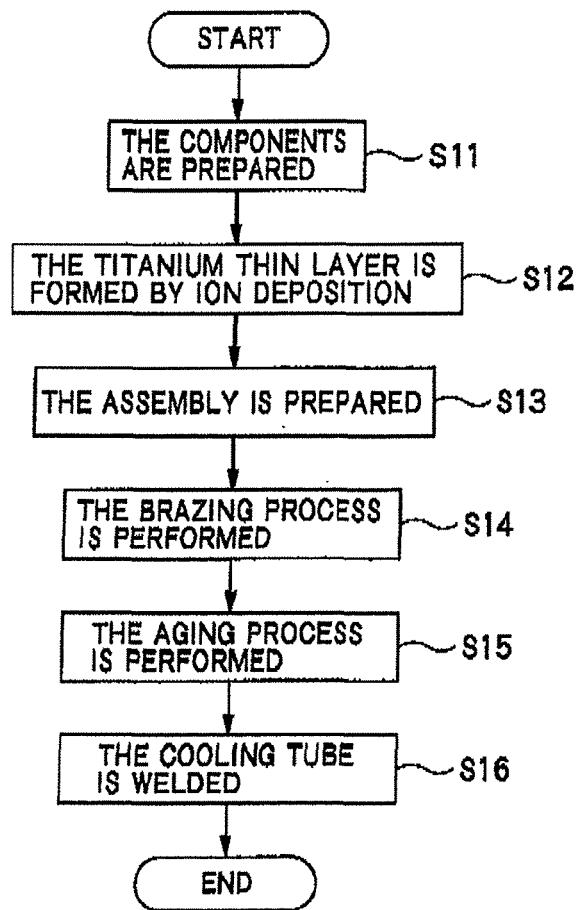 START
THE COMPONENTS
ARE PREPARED
S11
THE TITANIUM THIN LAYER IS
FORMED BY ION DEPOSITION
S12
THE ASSEMBLY IS PREPARED
S13
THE BRAZING PROCESS
IS PERFORMED
S14
THE AGING PROCESS
IS PERFORMED
S15
THE COOLING TUBE
IS WELDED
S16
END